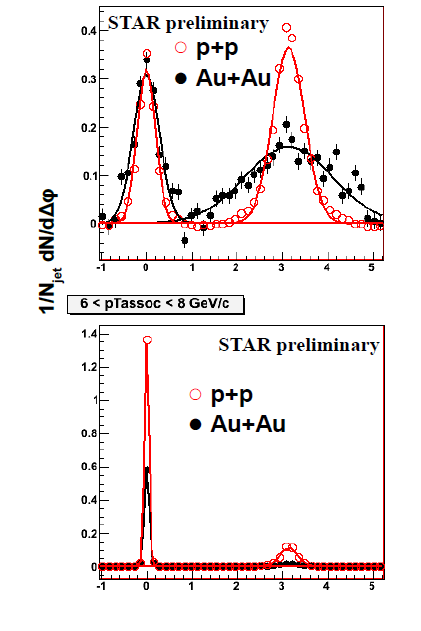 STAR preliminary
p+p
Au+Au
0.4
0.3
0.2
0.1
0
-1 0 1 2 3 4 5
1/Njet dN/dΔφ
6 < pTassoc < 8 GeV/c
STAR preliminary
p+p
Au+Au
1.4
1.2
1
0.8
0.6
0.4
0.2
0
-1 0 1 2 3 4 5